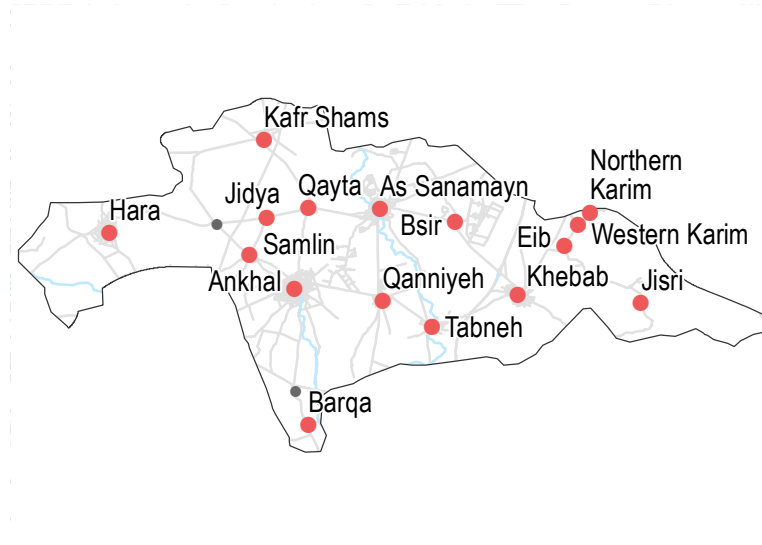 Kafr Shams
Northern
Karim
Jidya
Qayta
As Sanamayn
Hara
Bsir
Eib
Western Karim
Samlin
Ankhal
Qanniyeh
Khebab
Jisri
Tabneh
Barqa